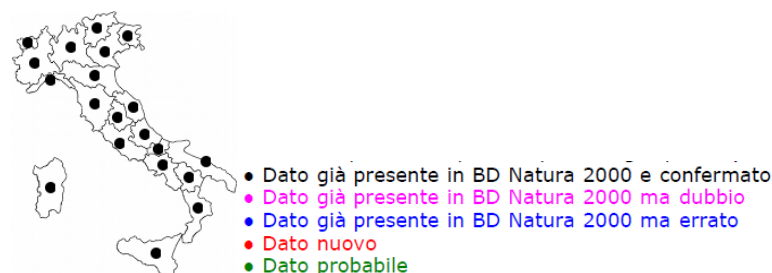 • Dato già presente in BD Natura 2000 e confermato
• Dato già presente in BD Natura 2000 ma dubbio
• Dato già presente in BD Natura 2000 ma errato
• Dato nuovo
• Dato probabile